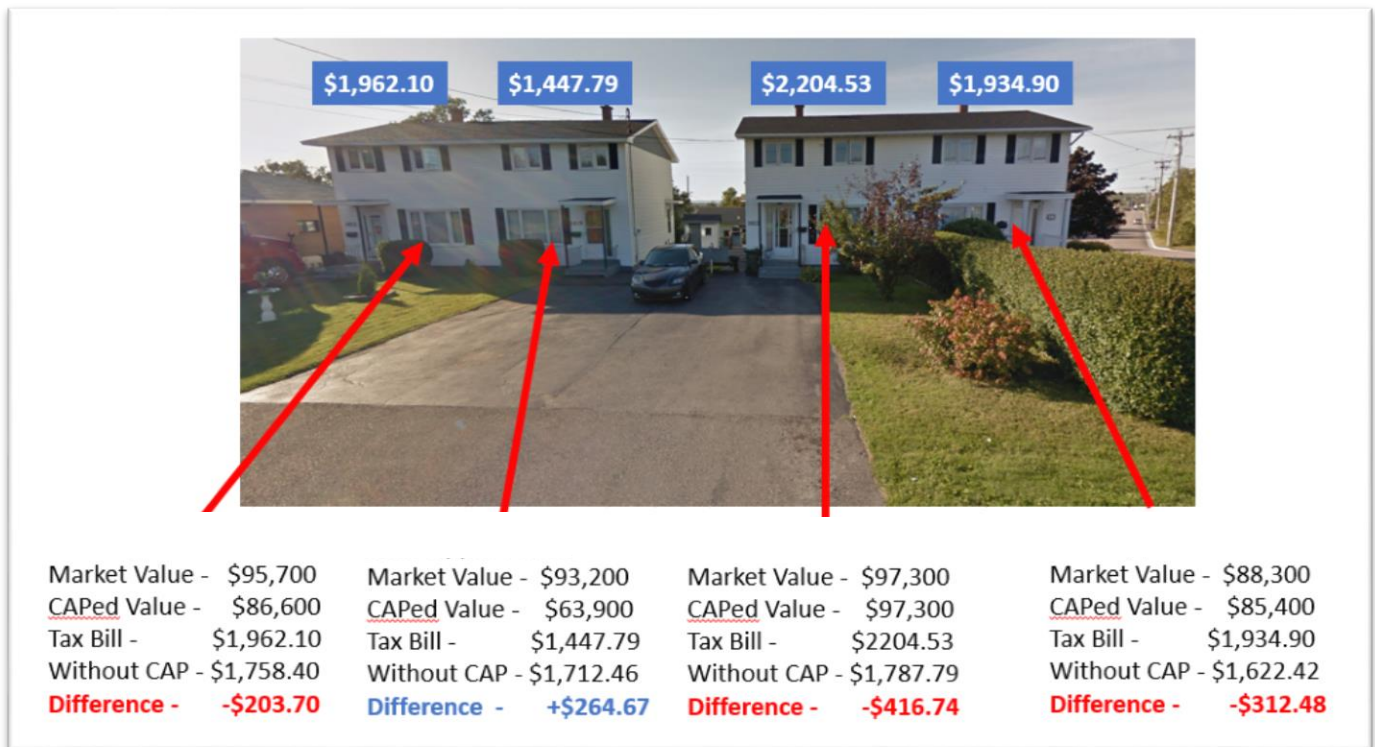 $1,962.10
$1,447.79
$2,204.53
$1,934.90
Market Value - $95,700
CAPed Value - $86,600
Tax Bill - $1,962.10
Without CAP - $1,758.40
Difference - -$203.70
Market Value - $93,200
CAPed Value - $63,900
Tax Bill - $1,447.79
Without CAP - $1,712.46
Difference - +$264.67
Market Value - $97,300
CAPed Value - $97,300
Tax Bill - $2204.53
Without CAP - $1,787.79
Difference - -$416.74
Market Value - $88,300
CAPed Value - $85,400
Tax Bill - $1,934.90
Without CAP - $1,622.42
Difference - -$312.48